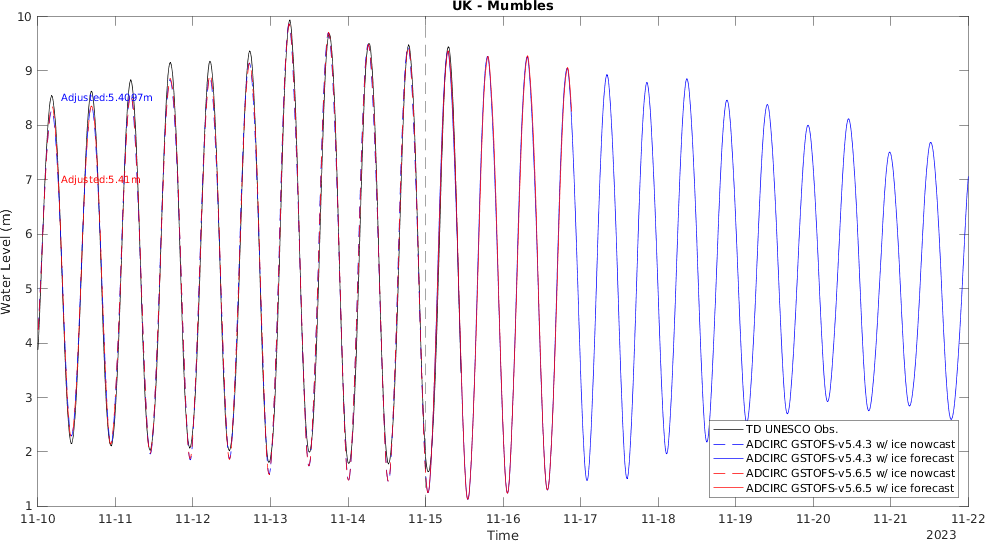 UK - Mumbles
10
9
8
7
6
5
4
3
2
1
Water Level (m)
Adjusted:5.4097m
Adjusted:5.41m
TD UNESCO Obs.
ADCIRC GSTOFS-v5.4.3 w/ ice nowcast
ADCIRC GSTOFS-v5.4.3 w/ ice forecast
ADCIRC GSTOFS-v5.6.5 w/ ice nowcast
ADCIRC GSTOFS-v5.6.5 w/ ice forecast
11-10 11-11 11-12 11-13 11-14 11-15 11-16 11-17 11-18 11-19 11-20 11-21 11-22
Time
2023